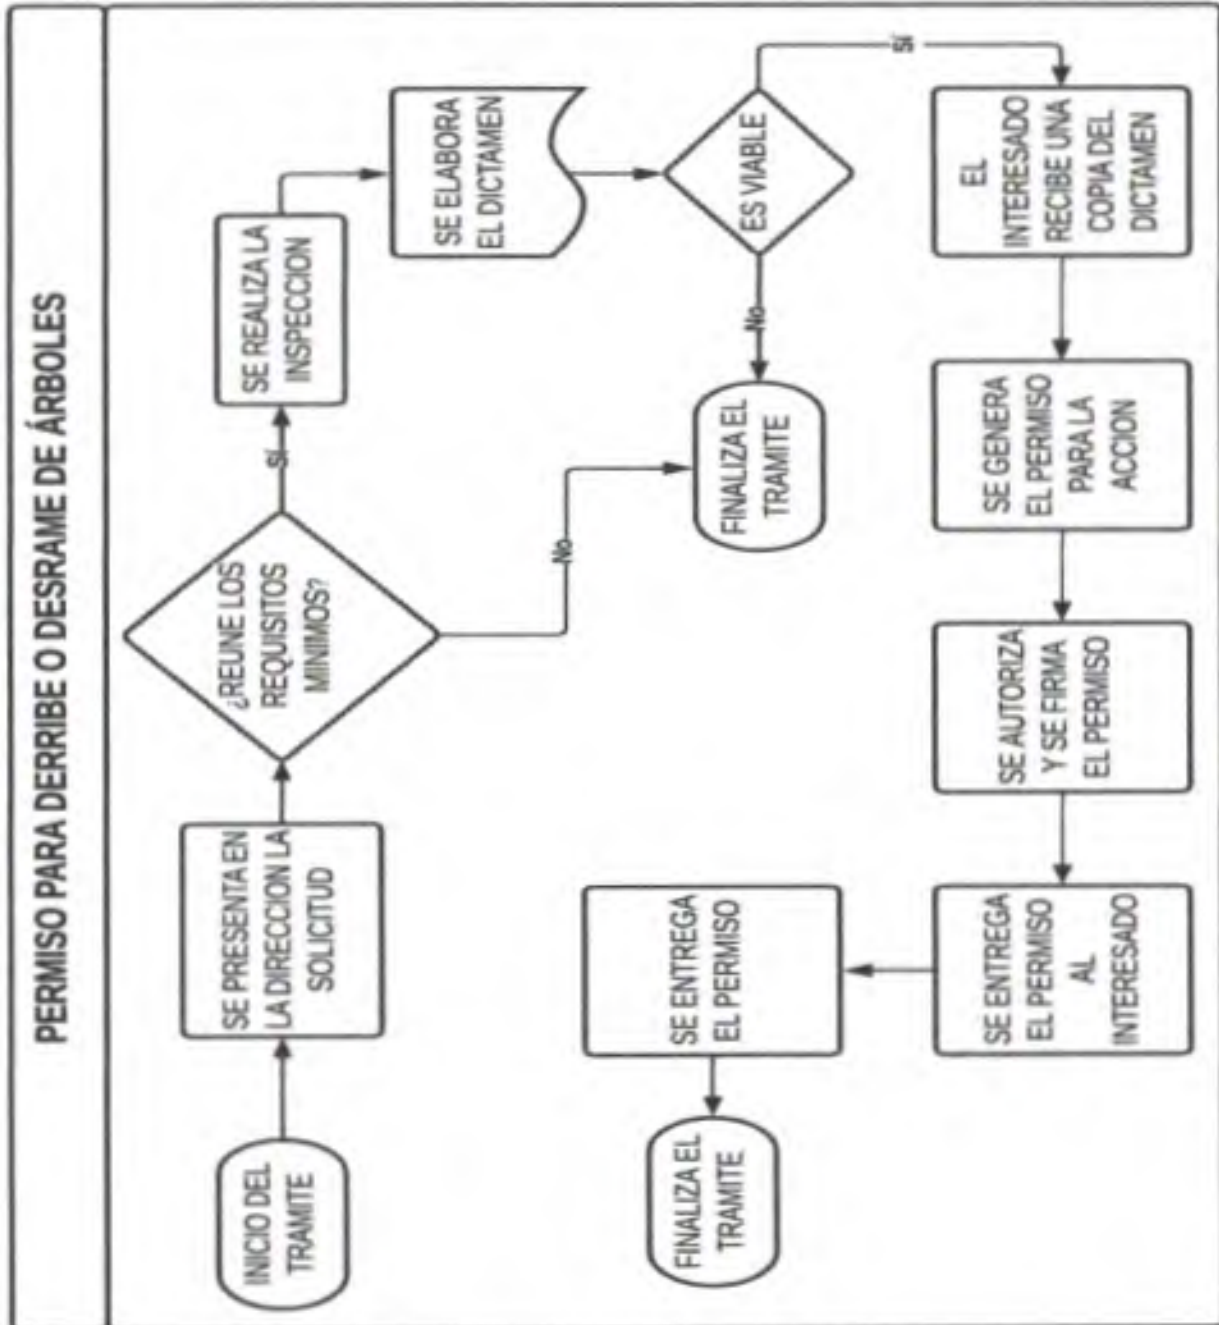 PERMISO PARA DERRIBE O DESRAME DE ÁRBOLES
INICIO DEL
TRAMITE
SE PRESENTA EN
LA DIRECCION LA
SOLICITUD
¿REUNE LOS
REQUISITOS
MINIMOS?
Sí
SE REALIZA LA
INSPECCION
No
SE ELABORA
EL DICTAMEN
ES VIABLE
No
FINALIZA EL
TRAMITE
Sí
EL
INTERESADO
RECIBE UNA
COPIA DEL
DICTAMEN
SE GENERA
EL PERMISO
PARA LA
ACCION
SE AUTORIZA
Y SE FIRMA
EL PERMISO
SE ENTREGA
EL PERMISO
AL
INTERESADO
SE ENTREGA
EL PERMISO
FINALIZA EL
TRAMITE